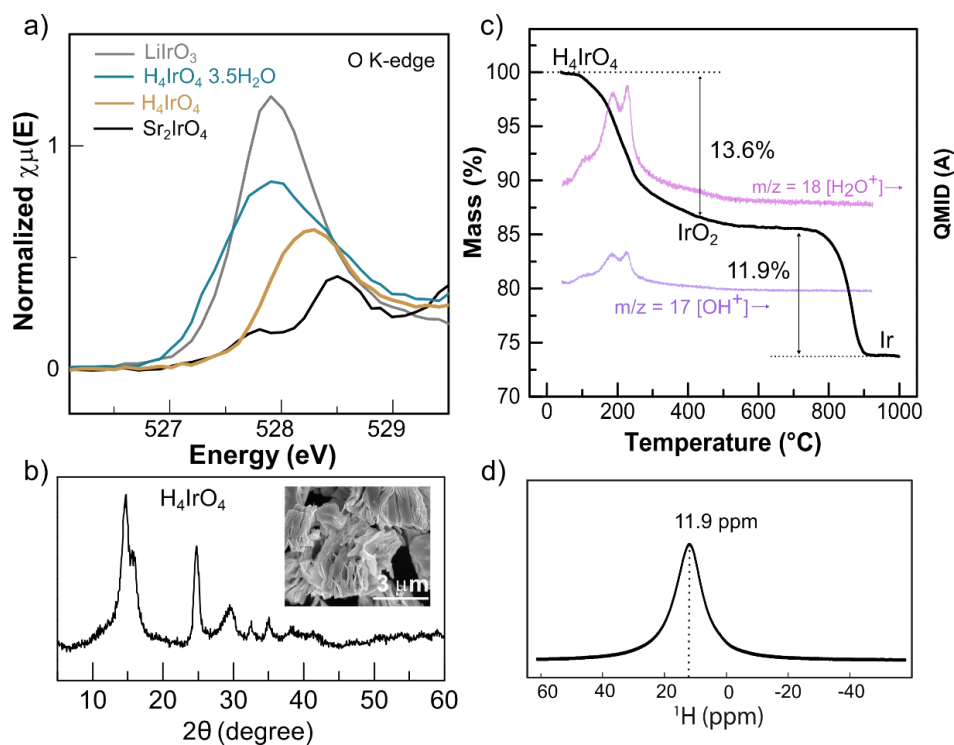 a)
Normalized χμ(E)
1
0
LiIrO₃
H₄IrO₄ 3.5H₂O
H₄IrO₄
Sr₂IrO₄
O K-edge
527
528
529
Energy (eV)
b)
H₄IrO₄
3 μm
10
20
30
40
50
60
2θ (degree)
c)
Mass (%)
100
95
90
85
80
75
70
H₄IrO₄
13.6%
m/z = 18 [H₂O⁺]→
IrO₂
11.9%
m/z = 17 [OH⁺]→
Ir
QMID (A)
0
200
400
600
800
1000
Temperature (°C)
d)
11.9 ppm
60
40
20
0
-20
-40
¹H (ppm)